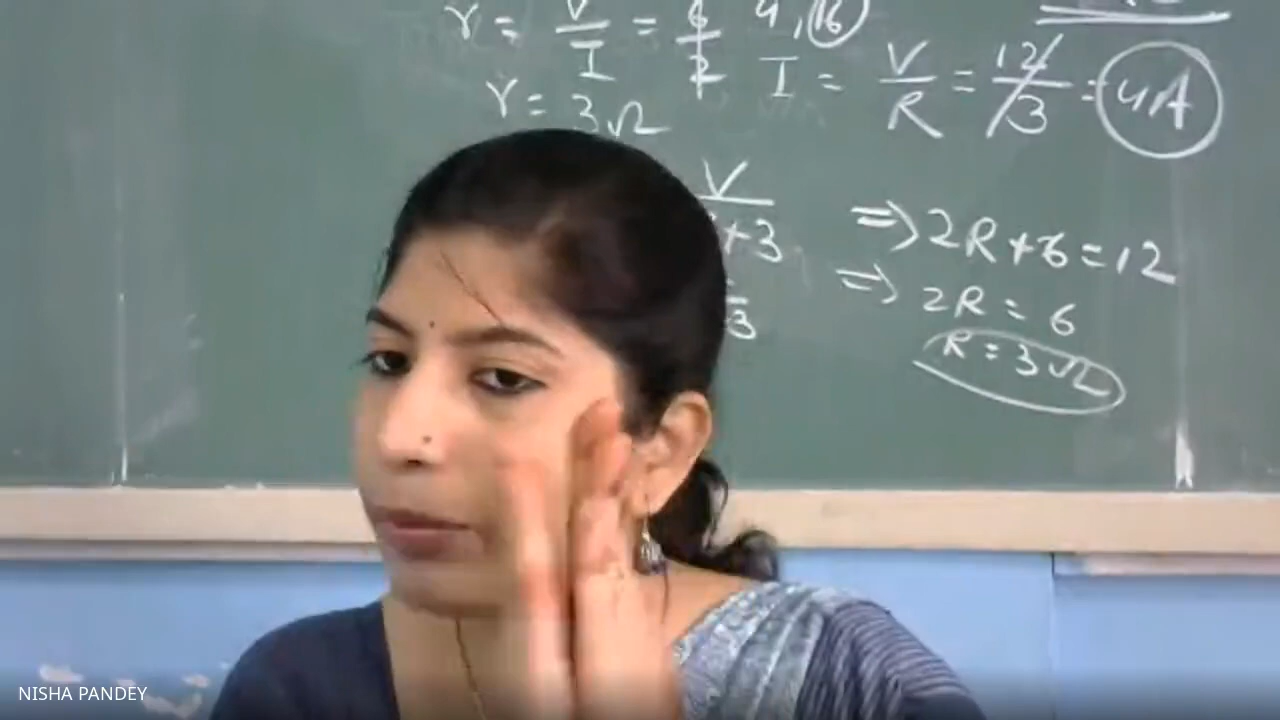 r = V/I = 6/2 4, 16
I = V/R = 12/3 = 4A
r = 3Ω
V/+3 ⇒ 2R+6=12
3 ⇒ 2R = 6
R = 3Ω
NISHA PANDEY